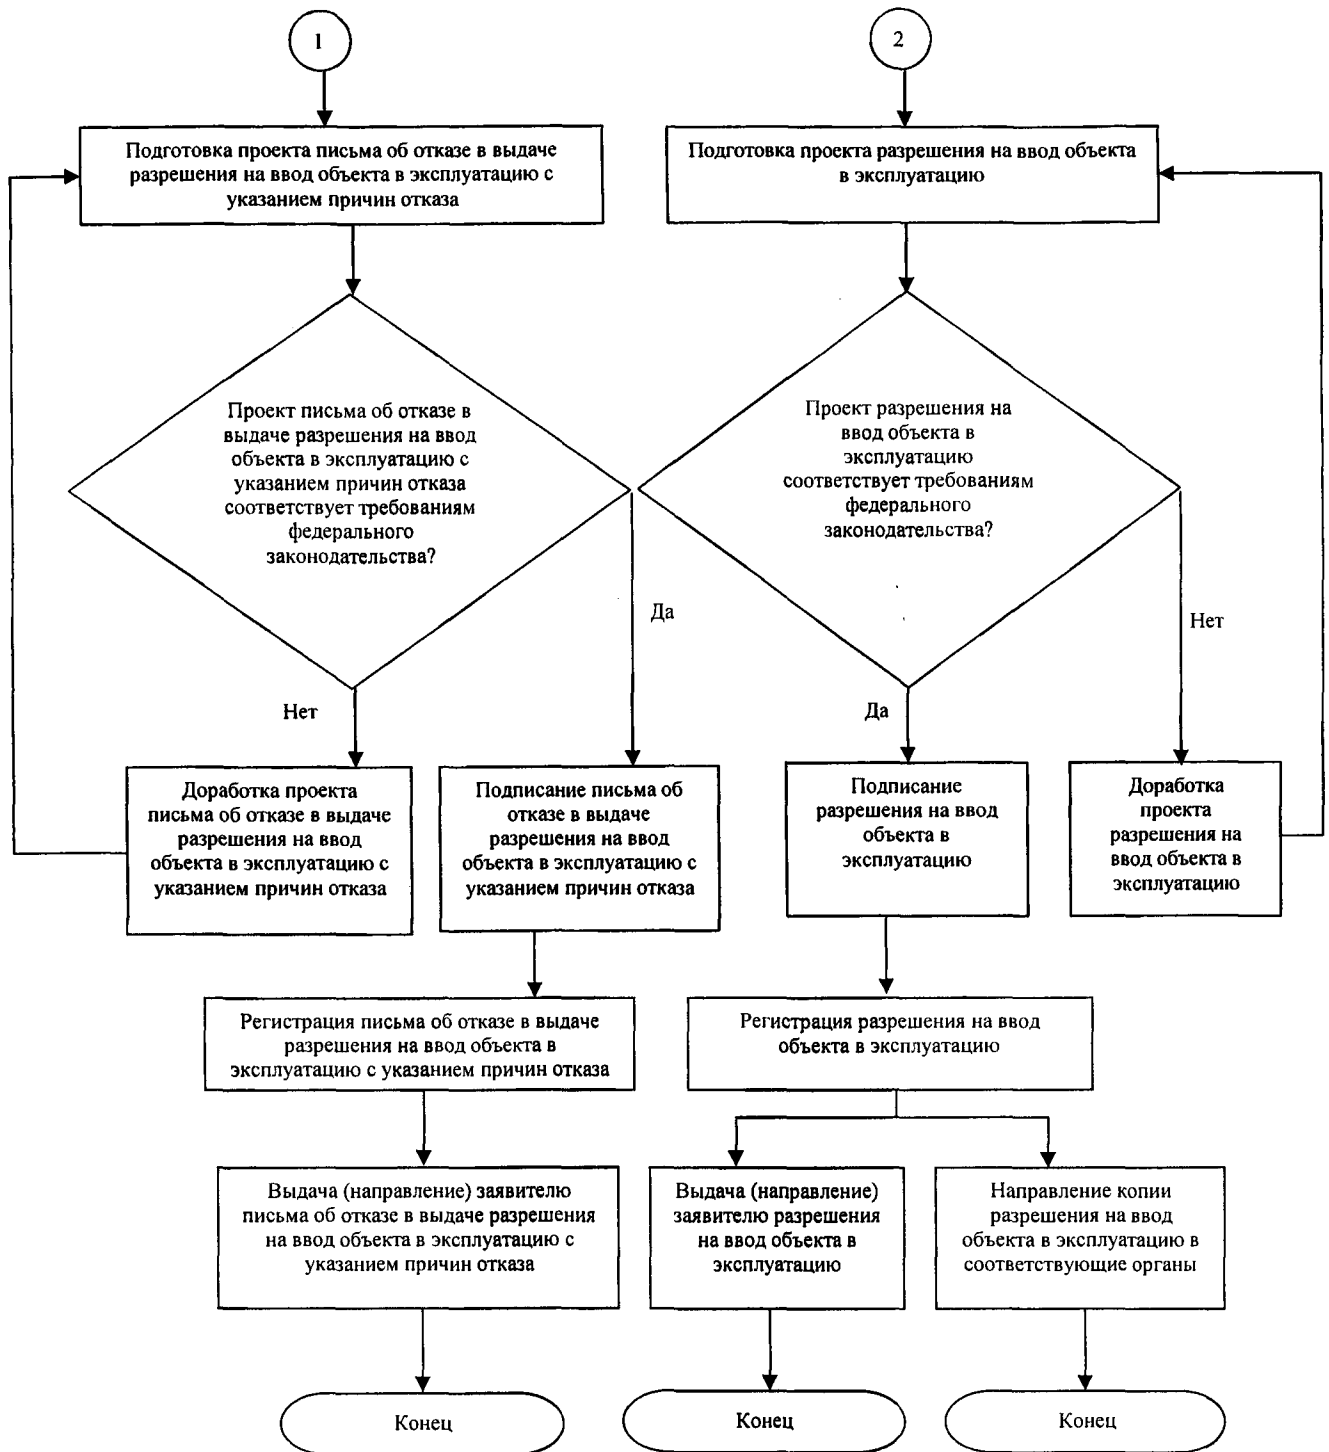 1
2
Подготовка проекта письма об отказе в выдаче
разрешения на ввод объекта в эксплуатацию с
указанием причин отказа
Подготовка проекта разрешения на ввод объекта
в эксплуатацию
Проект письма об отказе в
выдаче разрешения на ввод
объекта в эксплуатацию с
указанием причин отказа
соответствует требованиям
федерального
законодательства?
Проект разрешения на
ввод объекта в
эксплуатацию
соответствует требованиям
федерального
законодательства?
Да
Нет
Нет
Да
Доработка проекта
письма об отказе в выдаче
разрешения на ввод
объекта в эксплуатацию с
указанием причин отказа
Подписание письма об
отказе в выдаче
разрешения на ввод
объекта в эксплуатацию с
указанием причин отказа
Подписание
разрешения на ввод
объекта в
эксплуатацию
Доработка
проекта
разрешения на
ввод объекта в
эксплуатацию
Регистрация письма об отказе в выдаче
разрешения на ввод объекта в
эксплуатацию с указанием причин отказа
Регистрация разрешения на ввод
объекта в эксплуатацию
Выдача (направление) заявителю
письма об отказе в выдаче разрешения
на ввод объекта в эксплуатацию с
указанием причин отказа
Выдача (направление)
заявителю разрешения
на ввод объекта в
эксплуатацию
Направление копии
разрешения на ввод
объекта в эксплуатацию в
соответствующие органы
Конец
Конец
Конец